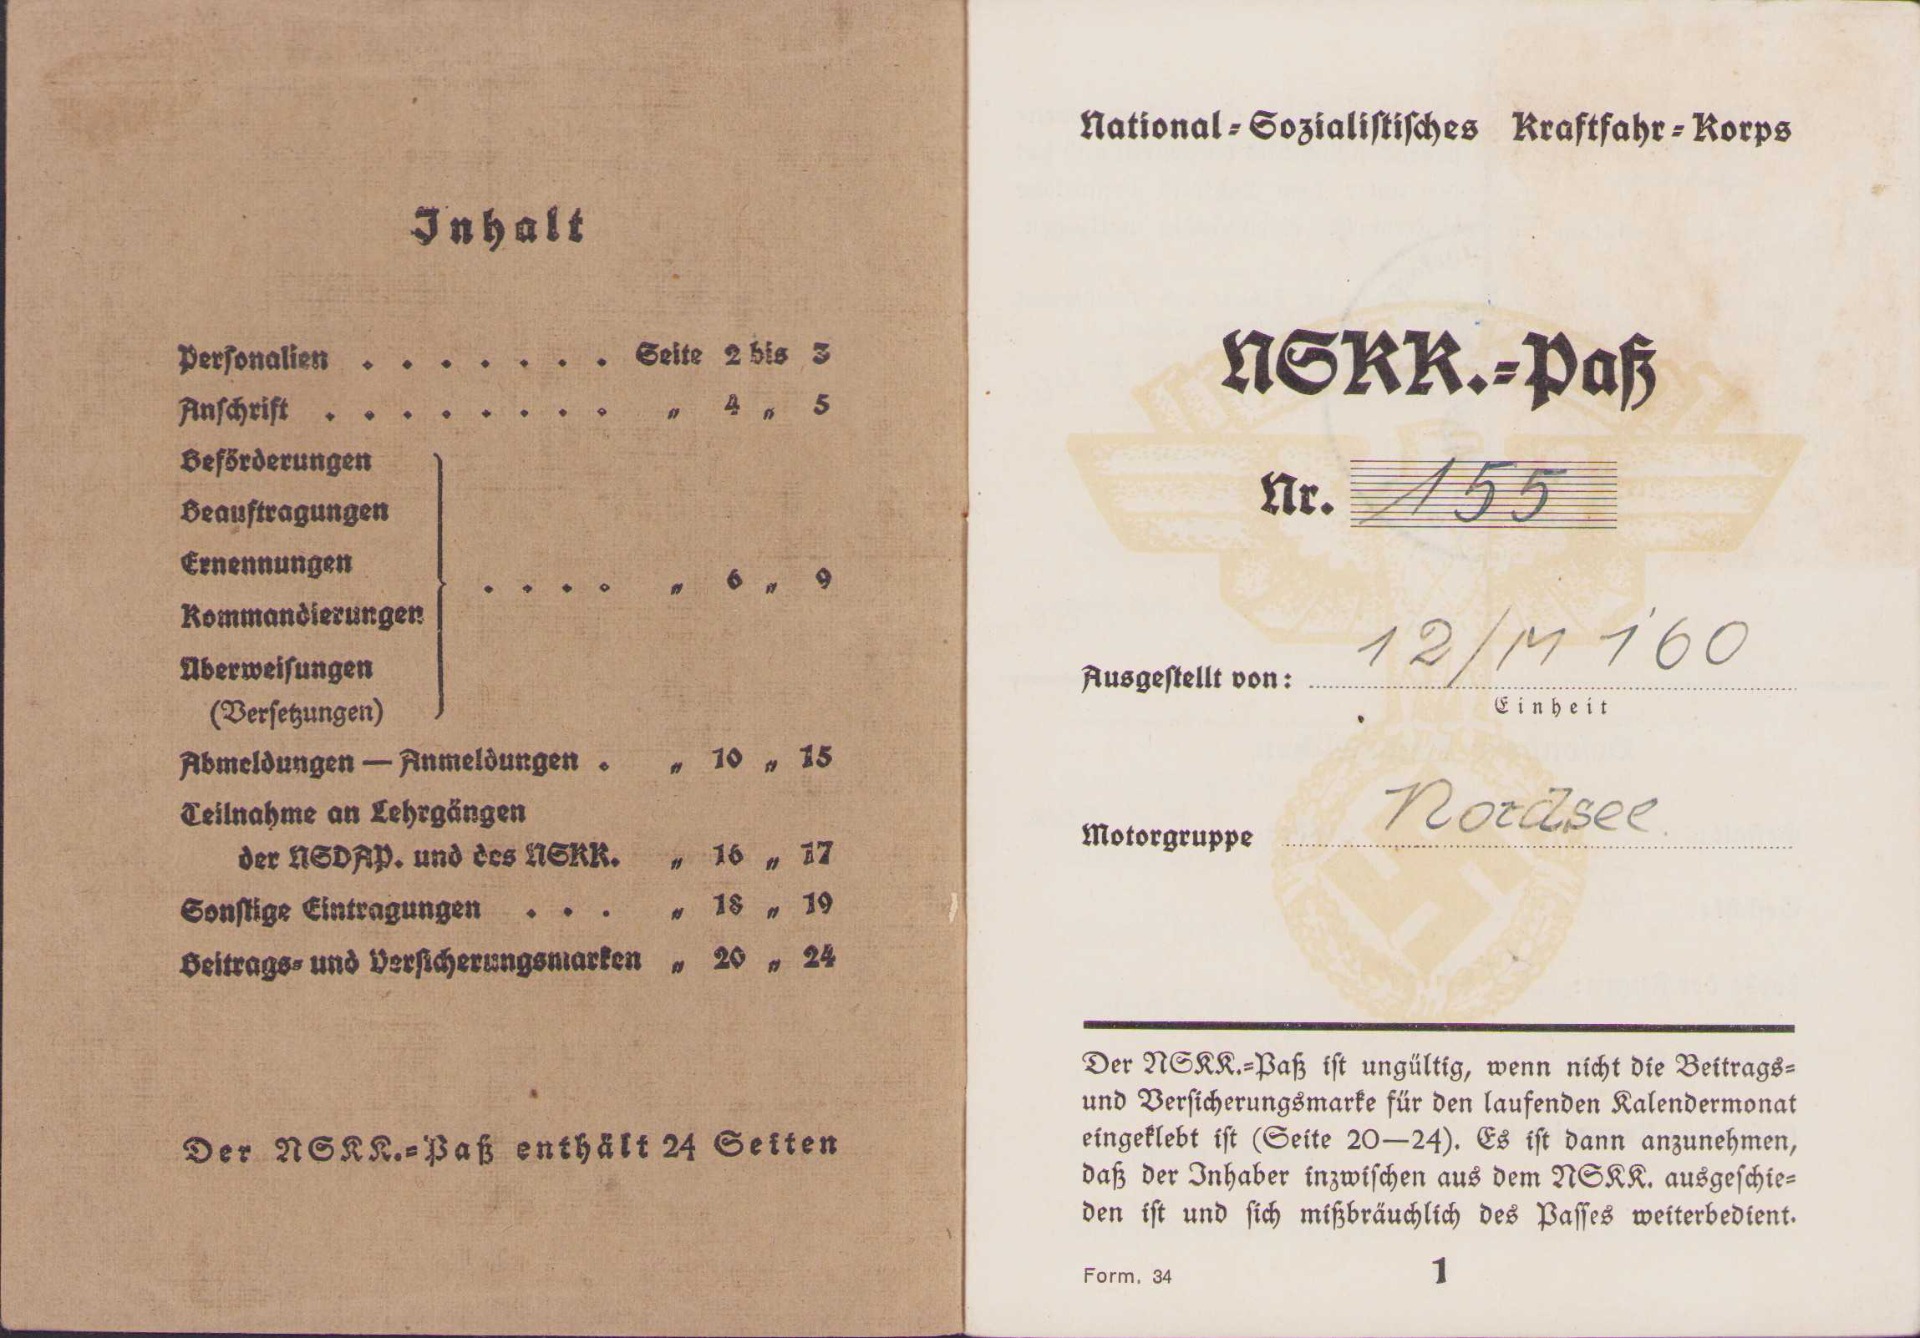 Inhalt
Personalien . . . . . . . Seite 2 bis 3
Anschrift . . . . . . . . „ 4 „ 5
Beförderungen
Beauftragungen
Ernennungen
. . . . „ 6 „ 9
Kommandierungen
Überweisungen
(Versetzungen)
Abmeldungen — Anmeldungen . „ 10 „ 15
Teilnahme an Lehrgängen
der NSDAP. und des NSKK. „ 16 „ 17
Sonstige Eintragungen . . . „ 18 „ 19
Beitrags- und Versicherungsmarken „ 20 „ 24
Der NSKK.-Paß enthält 24 Seiten
National-Sozialistisches Kraftfahr-Korps
NSKK.-Paß
Nr. 155
Ausgestellt von: 12/M 160
Einheit
Motorgruppe Nordsee
Der NSKK.-Paß ist ungültig, wenn nicht die Beitrags-
und Versicherungsmarke für den laufenden Kalendermonat
eingeklebt ist (Seite 20—24). Es ist dann anzunehmen,
daß der Inhaber inzwischen aus dem NSKK. ausgeschie-
den ist und sich mißbräuchlich des Passes weiterbedient.
Form. 34
1